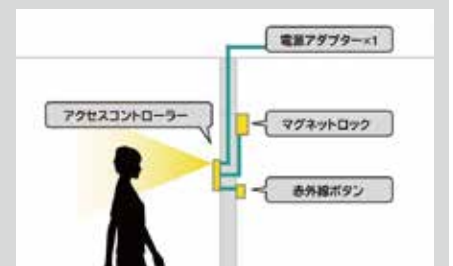 電源アダプター×1
アクセスコントローラー
マグネットロック
赤外線ボタン